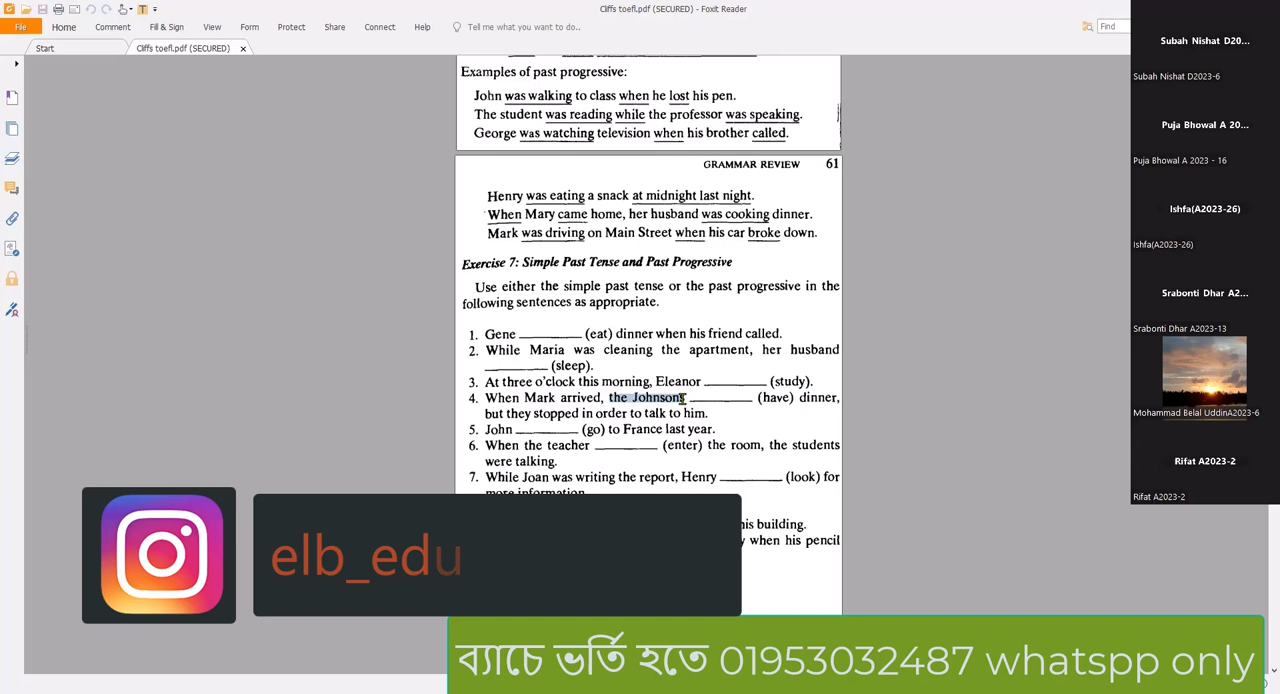 Cliffs toefl.pdf (SECURED) - Foxit Reader
File Home Comment Fill & Sign View Form Protect Share Connect Help Tell me what you want to do... Find
Start Cliffs toefl.pdf (SECURED)
Examples of past progressive:
John was walking to class when he lost his pen.
The student was reading while the professor was speaking.
George was watching television when his brother called.
GRAMMAR REVIEW 61
Henry was eating a snack at midnight last night.
When Mary came home, her husband was cooking dinner.
Mark was driving on Main Street when his car broke down.
Exercise 7: Simple Past Tense and Past Progressive
Use either the simple past tense or the past progressive in the
following sentences as appropriate.
1. Gene ________ (eat) dinner when his friend called.
2. While Maria was cleaning the apartment, her husband
________ (sleep).
3. At three o'clock this morning, Eleanor ________ (study).
4. When Mark arrived, the Johnsons ________ (have) dinner,
but they stopped in order to talk to him.
5. John ________ (go) to France last year.
6. When the teacher ________ (enter) the room, the students
were talking.
7. While Joan was writing the report, Henry ________ (look) for
more information.
his building.
y when his pencil
Subah Nishat D20...
Subah Nishat D2023-6
Puja Bhowal A 20...
Puja Bhowal A 2023 - 16
Ishfa(A2023-26)
Ishfa(A2023-26)
Srabonti Dhar A2...
Srabonti Dhar A2023-13
Mohammad Belal UddinA2023-6
Rifat A2023-2
Rifat A2023-2
elb_edu
ব্যাচে ভর্তি হতে 01953032487 whatspp only